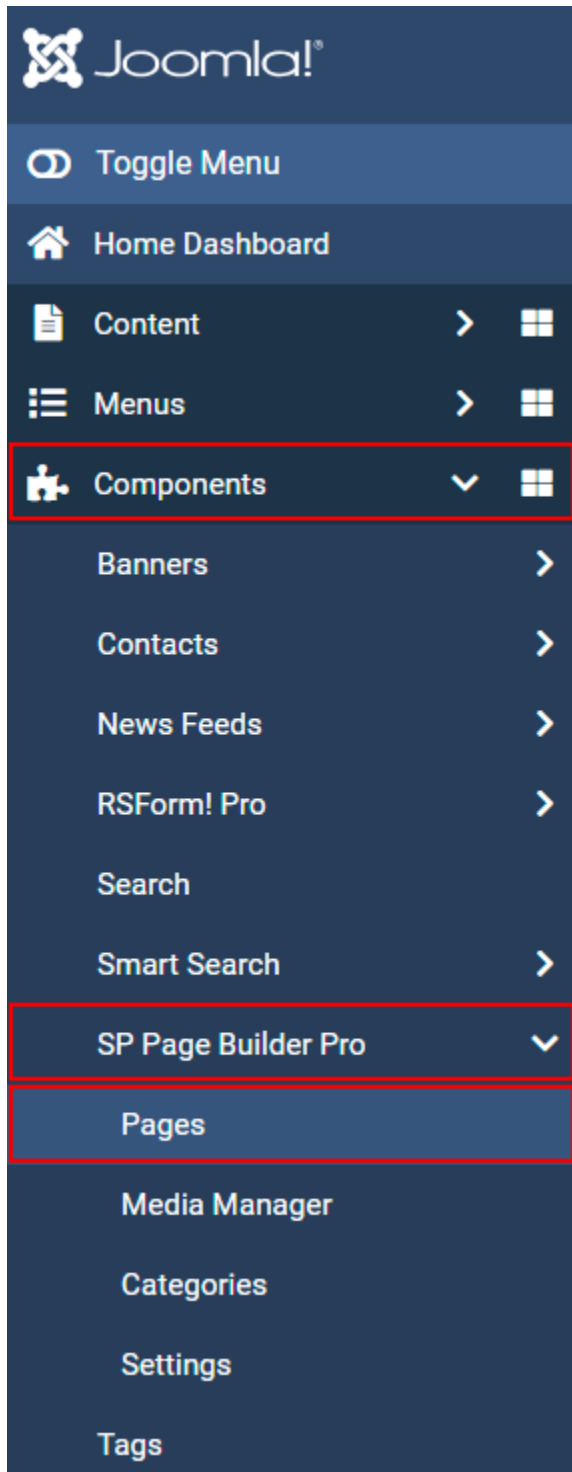 Joomla!®
Toggle Menu
Home Dashboard
Content
Menus
Components
Banners
Contacts
News Feeds
RSForm! Pro
Search
Smart Search
SP Page Builder Pro
Pages
Media Manager
Categories
Settings
Tags